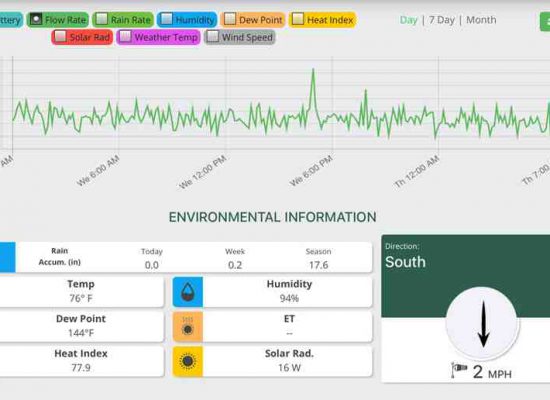 ttery Flow Rate Rain Rate Humidity Dew Point Heat Index
Day | 7 Day | Month
Solar Rad Weather Temp Wind Speed
AM We 6:00 AM We 12:00 PM We 6:00 PM Th 12:00 AM Th 7:00
ENVIRONMENTAL INFORMATION
Rain Accum. (in)
Today
0.0
Week
0.2
Season
17.6
Temp
76° F
Humidity
94%
Dew Point
144°F
ET
--
Heat Index
77.9
Solar Rad.
16 W
Direction:
South
2 MPH